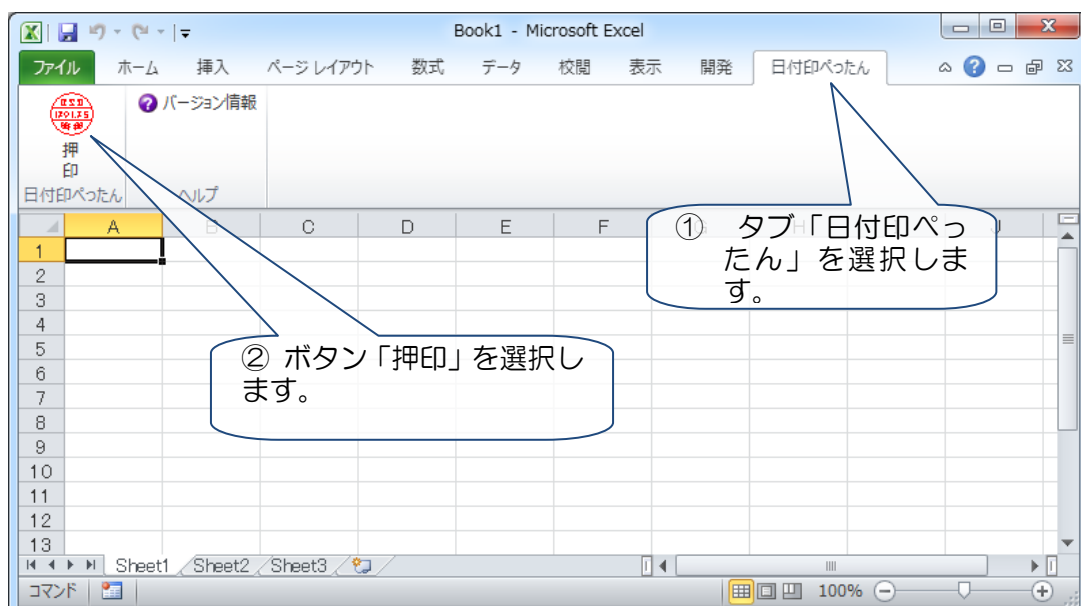 Book1 - Microsoft Excel
ファイル ホーム 挿入 ページ レイアウト 数式 データ 校閲 表示 開発 日付印ぺったん
バージョン情報
押
印
日付印ぺったん ヘルプ
A B C D E F G H J
① タブ「日付印ぺっ
たん」を選択しま
す。
② ボタン「押印」を選択し
ます。
1
2
3
4
5
6
7
8
9
10
11
12
13
Sheet1 Sheet2 Sheet3
コマンド 100%